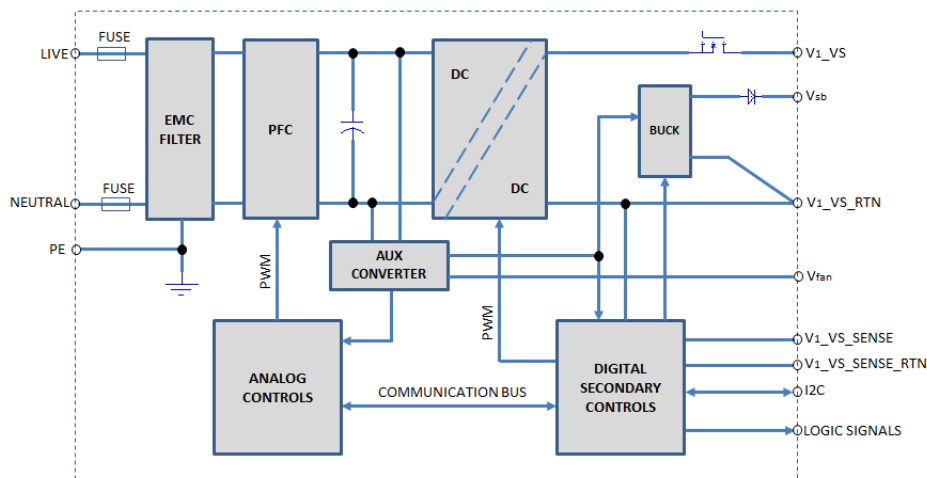 FUSE
LIVE
V1_VS
EMC
FILTER
PFC
DC
DC
Vsb
BUCK
FUSE
NEUTRAL
V1_VS_RTN
PE
AUX
CONVERTER
Vfan
PWM
PWM
ANALOG
CONTROLS
COMMUNICATION BUS
DIGITAL
SECONDARY
CONTROLS
V1_VS_SENSE
V1_VS_SENSE_RTN
I2C
LOGIC SIGNALS